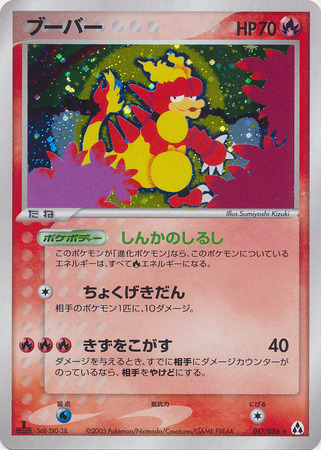 ブーバー HP70
Illus.Sumiyoshi Kizuki
たね
ポケボディー しんかのしるし
このポケモンが「進化ポケモン」なら、このポケモンについている
エネルギーは、すべて エネルギーになる。
ちょくげきだん
相手のポケモン1匹に、10ダメージ。
きずをこがす 40
ダメージを与えるとき、すでに相手にダメージカウンターが
のっているなら、相手をやけどにする。
弱点 抵抗力 にげる
1 568-SX0-3JL ©2005 Pokémon/Nintendo/Creatures/GAME FREAK 017/086 ★